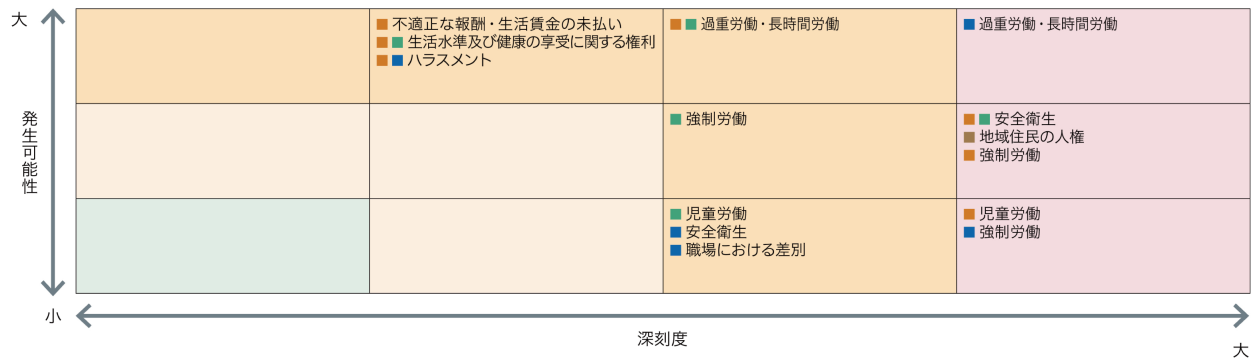 大
発生可能性
小
不適正な報酬・生活賃金の未払い
生活水準及び健康の享受に関する権利
ハラスメント
過重労働・長時間労働
過重労働・長時間労働
強制労働
安全衛生
地域住民の人権
強制労働
児童労働
安全衛生
職場における差別
児童労働
強制労働
深刻度
大